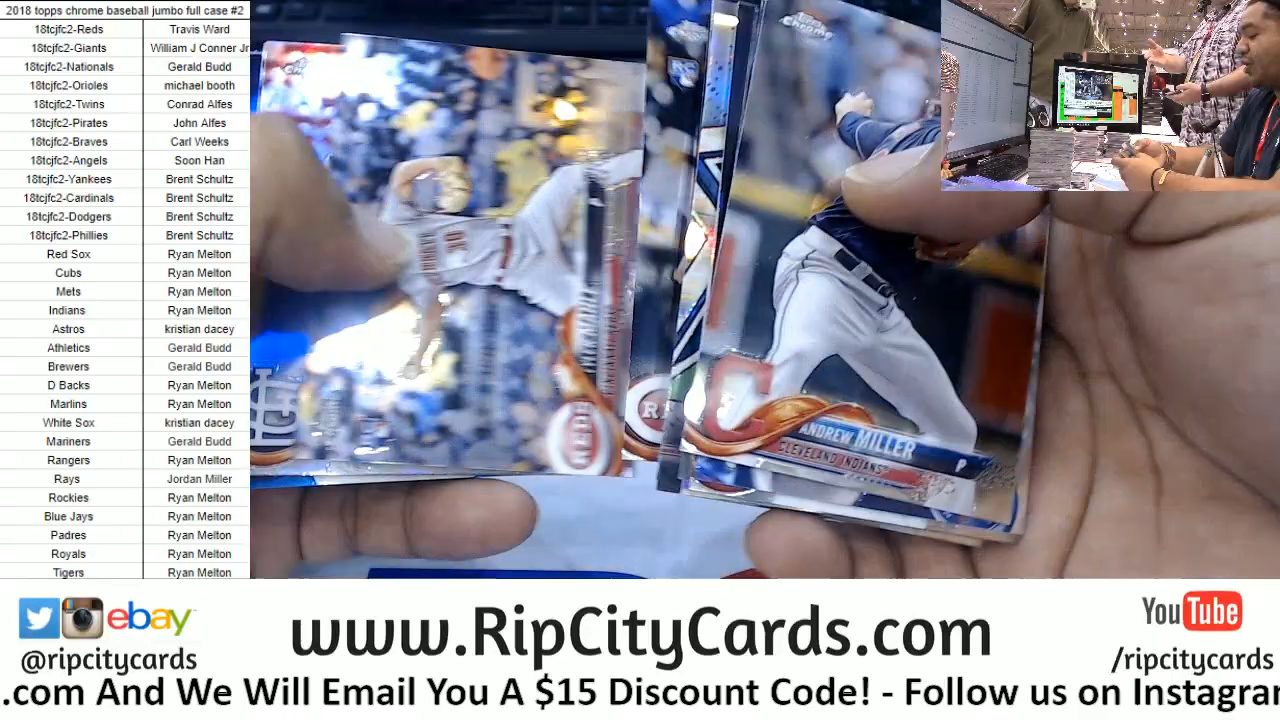 2018 topps chrome baseball jumbo full case #2
18tcjfc2-Reds Travis Ward
18tcjfc2-Giants William J Conner Jr
18tcjfc2-Nationals Gerald Budd
18tcjfc2-Orioles michael booth
18tcjfc2-Twins Conrad Alfes
18tcjfc2-Pirates John Alfes
18tcjfc2-Braves Carl Weeks
18tcjfc2-Angels Soon Han
18tcjfc2-Yankees Brent Schultz
18tcjfc2-Cardinals Brent Schultz
18tcjfc2-Dodgers Brent Schultz
18tcjfc2-Phillies Brent Schultz
Red Sox Ryan Melton
Cubs Ryan Melton
Mets Ryan Melton
Indians Ryan Melton
Astros kristian dacey
Athletics Gerald Budd
Brewers Gerald Budd
D Backs Ryan Melton
Marlins Ryan Melton
White Sox kristian dacey
Mariners Gerald Budd
Rangers Ryan Melton
Rays Jordan Miller
Rockies Ryan Melton
Blue Jays Ryan Melton
Padres Ryan Melton
Royals Ryan Melton
Tigers Ryan Melton
Topps Chrome
ANDREW MILLER
CLEVELAND INDIANS
P
REDS
ebay
@ripcitycards
www.RipCityCards.com
YouTube
/ripcitycards
.com And We Will Email You A $15 Discount Code! - Follow us on Instagra